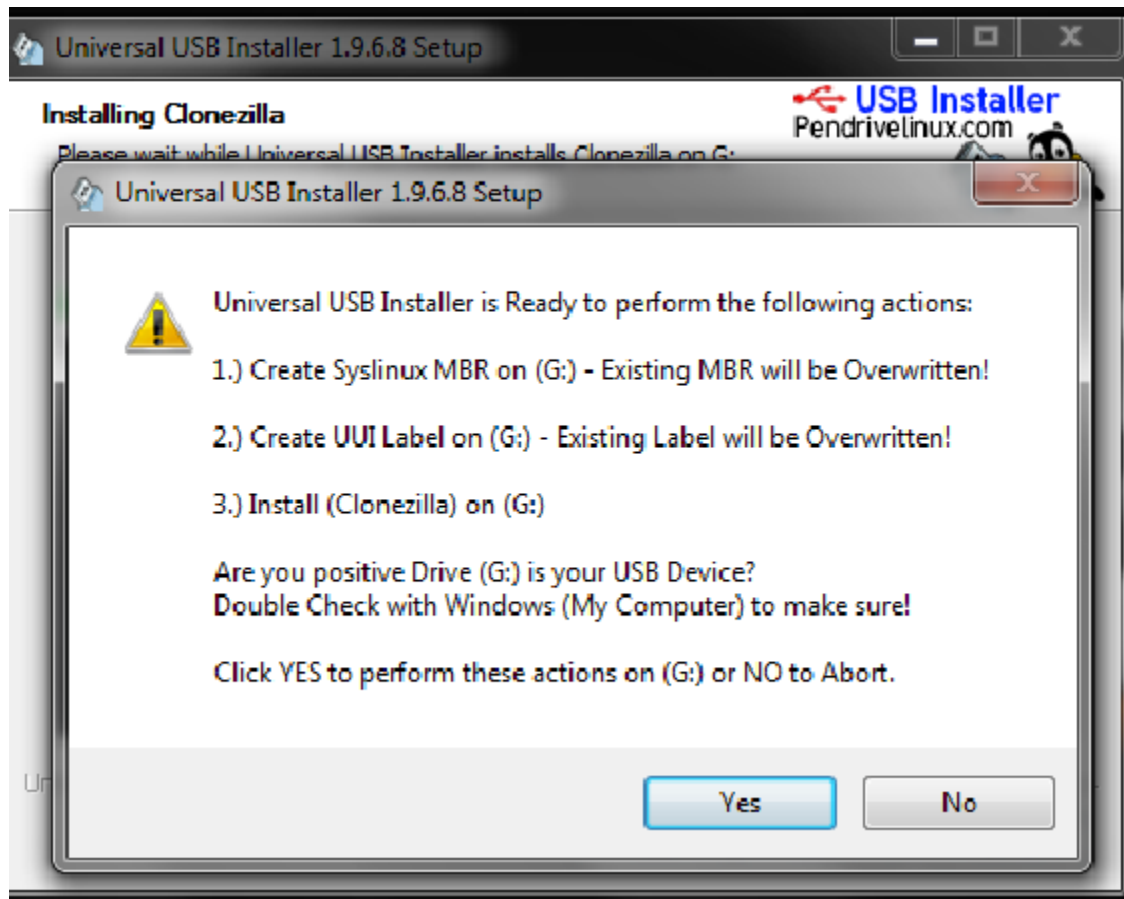 Universal USB Installer 1.9.6.8 Setup
Installing Clonezilla
USB Installer
Pendrivelinux.com
Please wait while Universal USB Installer installs Clonezilla on G:
Universal USB Installer 1.9.6.8 Setup
Universal USB Installer is Ready to perform the following actions:
1.) Create Syslinux MBR on (G:) - Existing MBR will be Overwritten!
2.) Create UUI Label on (G:) - Existing Label will be Overwritten!
3.) Install (Clonezilla) on (G:)
Are you positive Drive (G:) is your USB Device?
Double Check with Windows (My Computer) to make sure!
Click YES to perform these actions on (G:) or NO to Abort.
Yes
No